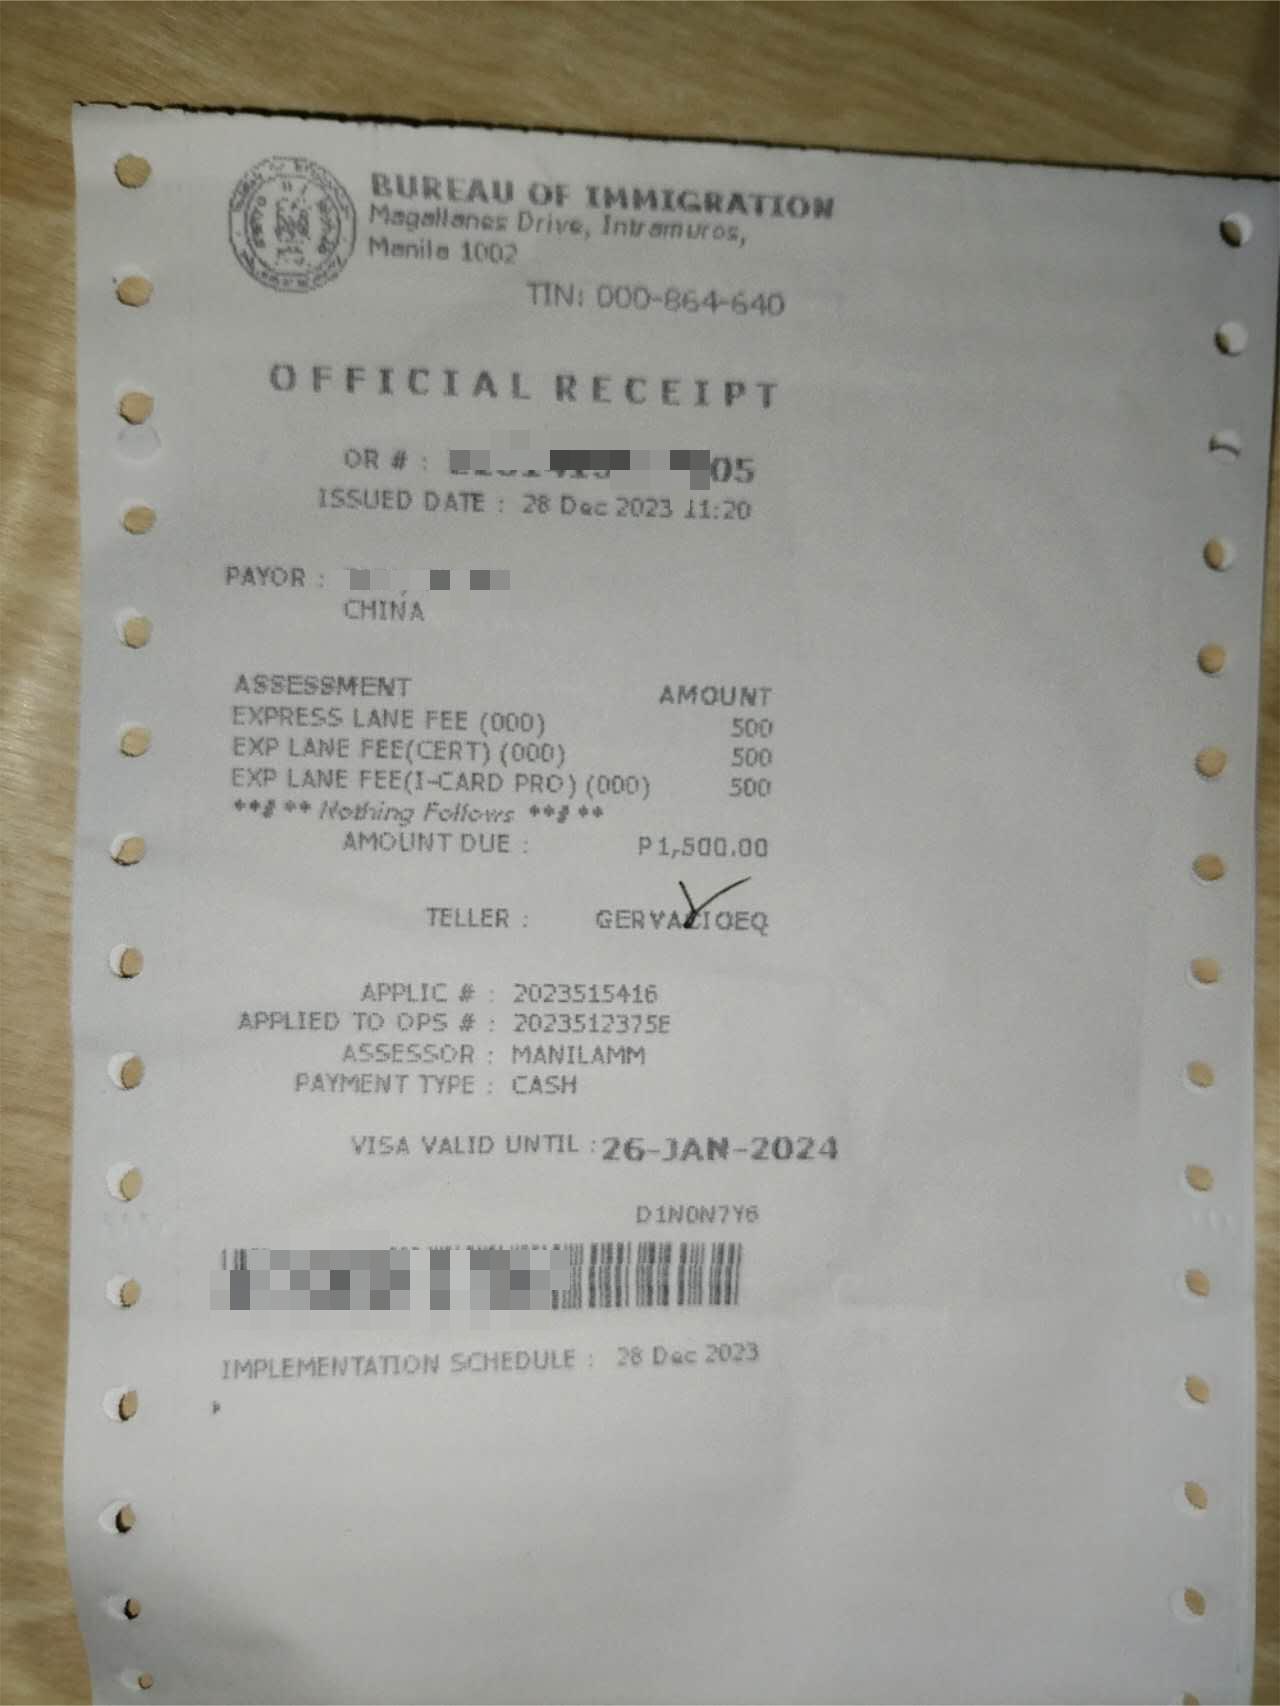 BUREAU OF IMMIGRATION
Magallanes Drive, Intramuros,
Manila 1002
TIN: 000-864-640
OFFICIAL RECEIPT
OR # : 05
ISSUED DATE : 28 Dec 2023 11:20
PAYOR :
CHINA
ASSESSMENT AMOUNT
EXPRESS LANE FEE (000) 500
EXP LANE FEE(CERT) (000) 500
EXP LANE FEE(I-CARD PRO) (000) 500
**$ ** Nothing Follows **$ **
AMOUNT DUE : P1,500.00
TELLER : GERVACIOEQ
APPLIC # : 2023515416
APPLIED TO OPS # : 2023512375E
ASSESSOR : MANILAMM
PAYMENT TYPE : CASH
VISA VALID UNTIL : 26-JAN-2024
D1N0N7Y6
IMPLEMENTATION SCHEDULE : 28 Dec 2023